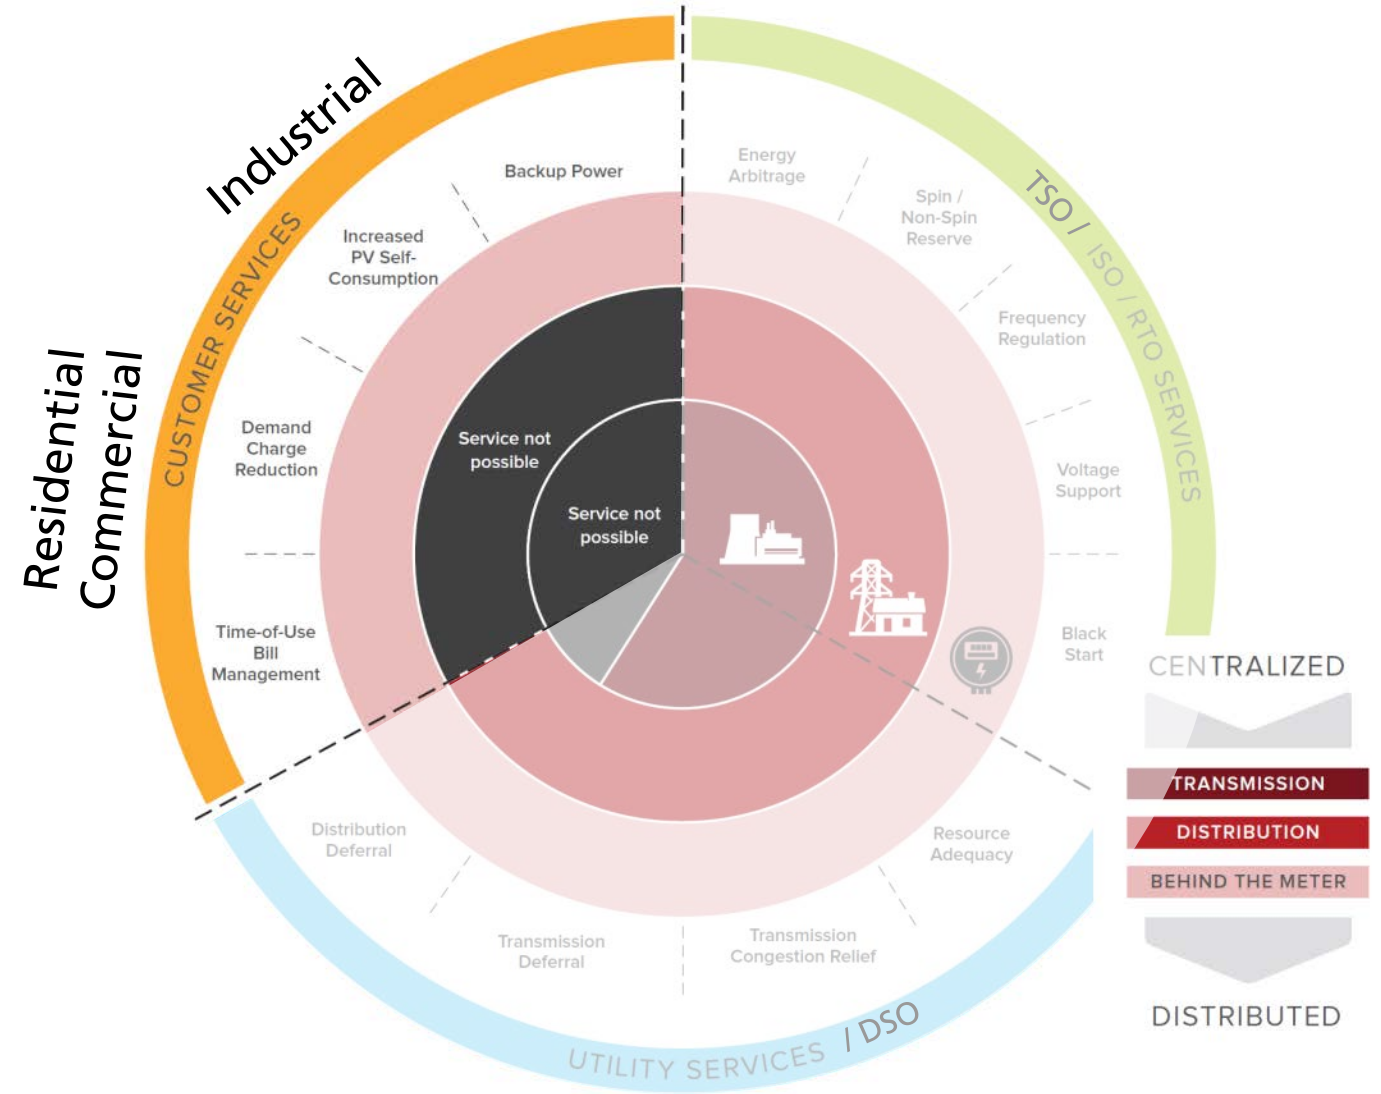 Industrial
Residential
Commercial
CUSTOMER SERVICES
Backup Power
Increased
PV Self-
Consumption
Demand
Charge
Reduction
Time-of-Use
Bill
Management
Service not
possible
Service not
possible
Energy
Arbitrage
Spin /
Non-Spin
Reserve
Frequency
Regulation
Voltage
Support
Black
Start
TSO / ISO / RTO SERVICES
Resource
Adequacy
Transmission
Congestion Relief
Transmission
Deferral
Distribution
Deferral
UTILITY SERVICES / DSO
CENTRALIZED
TRANSMISSION
DISTRIBUTION
BEHIND THE METER
DISTRIBUTED